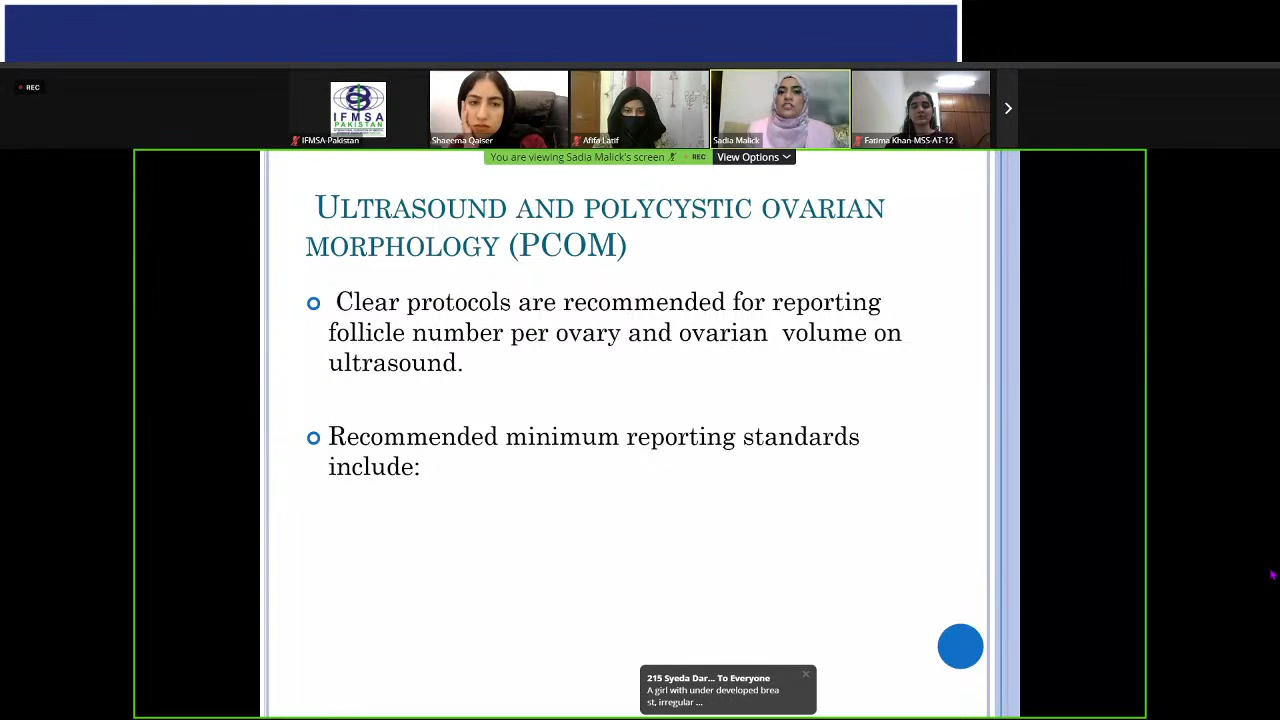 REC
IFMSA
PAKISTAN
IFMSA-Pakistan
Shaeema Qaiser
Afifa Latif
Sadia Malick
Fatima Khan-MSS-AT-12
You are viewing Sadia Malick's screen
REC
View Options
ULTRASOUND AND POLYCYSTIC OVARIAN
MORPHOLOGY (PCOM)
Clear protocols are recommended for reporting
follicle number per ovary and ovarian volume on
ultrasound.
Recommended minimum reporting standards
include:
215 Syeda Dar... To Everyone
A girl with under developed brea
st, irregular ...